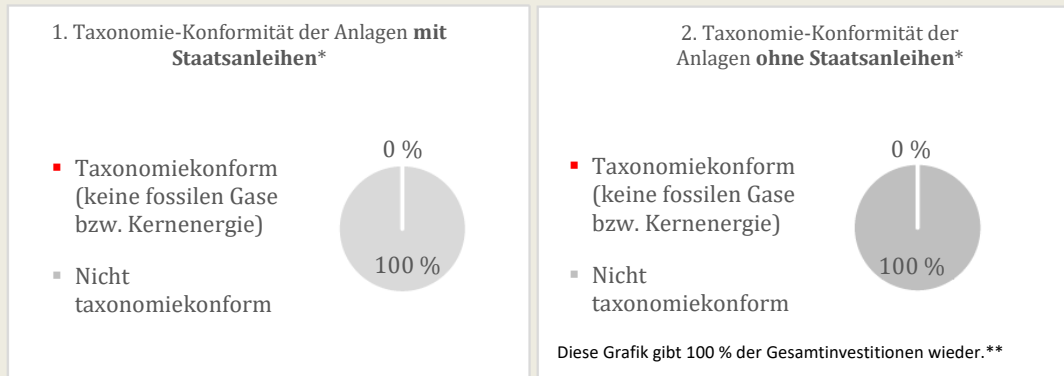 1. Taxonomie-Konformität der Anlagen mit
Staatsanleihen*
0 %
Taxonomiekonform
(keine fossilen Gase
bzw. Kernenergie)
100 %
Nicht
taxonomiekonform
2. Taxonomie-Konformität der
Anlagen ohne Staatsanleihen*
0 %
Taxonomiekonform
(keine fossilen Gase
bzw. Kernenergie)
100 %
Nicht
taxonomiekonform
Diese Grafik gibt 100 % der Gesamtinvestitionen wieder.**